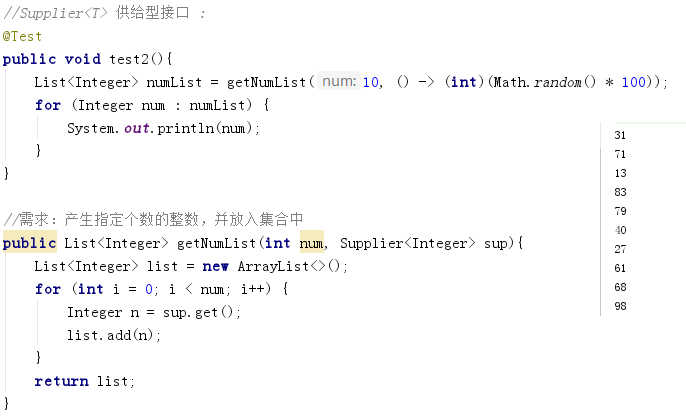 //Supplier<T> 供给型接口 :
@Test
public void test2(){
    List<Integer> numList = getNumList( num: 10, () -> (int)(Math.random() * 100));
    for (Integer num : numList) {
        System.out.println(num);
    }
}
//需求：产生指定个数的整数，并放入集合中
public List<Integer> getNumList(int num, Supplier<Integer> sup){
    List<Integer> list = new ArrayList<>();
    for (int i = 0; i < num; i++) {
        Integer n = sup.get();
        list.add(n);
    }
    return list;
}
31
71
13
83
79
40
27
61
68
98